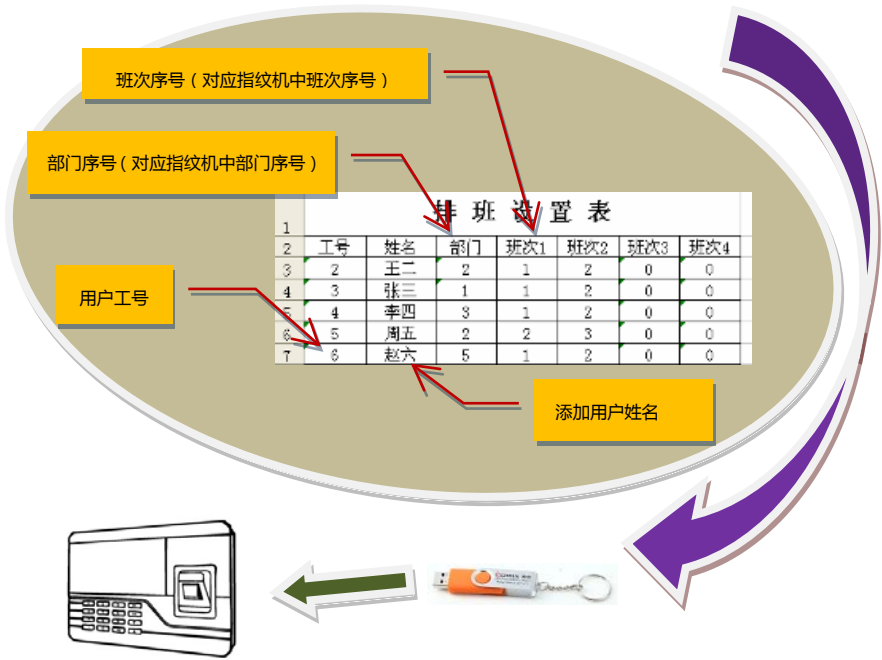 班次序号（对应指纹机中班次序号）
部门序号（对应指纹机中部门序号）
1 排 班 设 置 表
2 工号 姓名 部门 班次1 班次2 班次3 班次4
3 2 王二 2 1 2 0 0
4 3 张三 1 1 2 0 0
5 4 李四 3 1 2 0 0
6 5 周五 2 2 3 0 0
7 6 赵六 5 1 2 0 0
用户工号
添加用户姓名